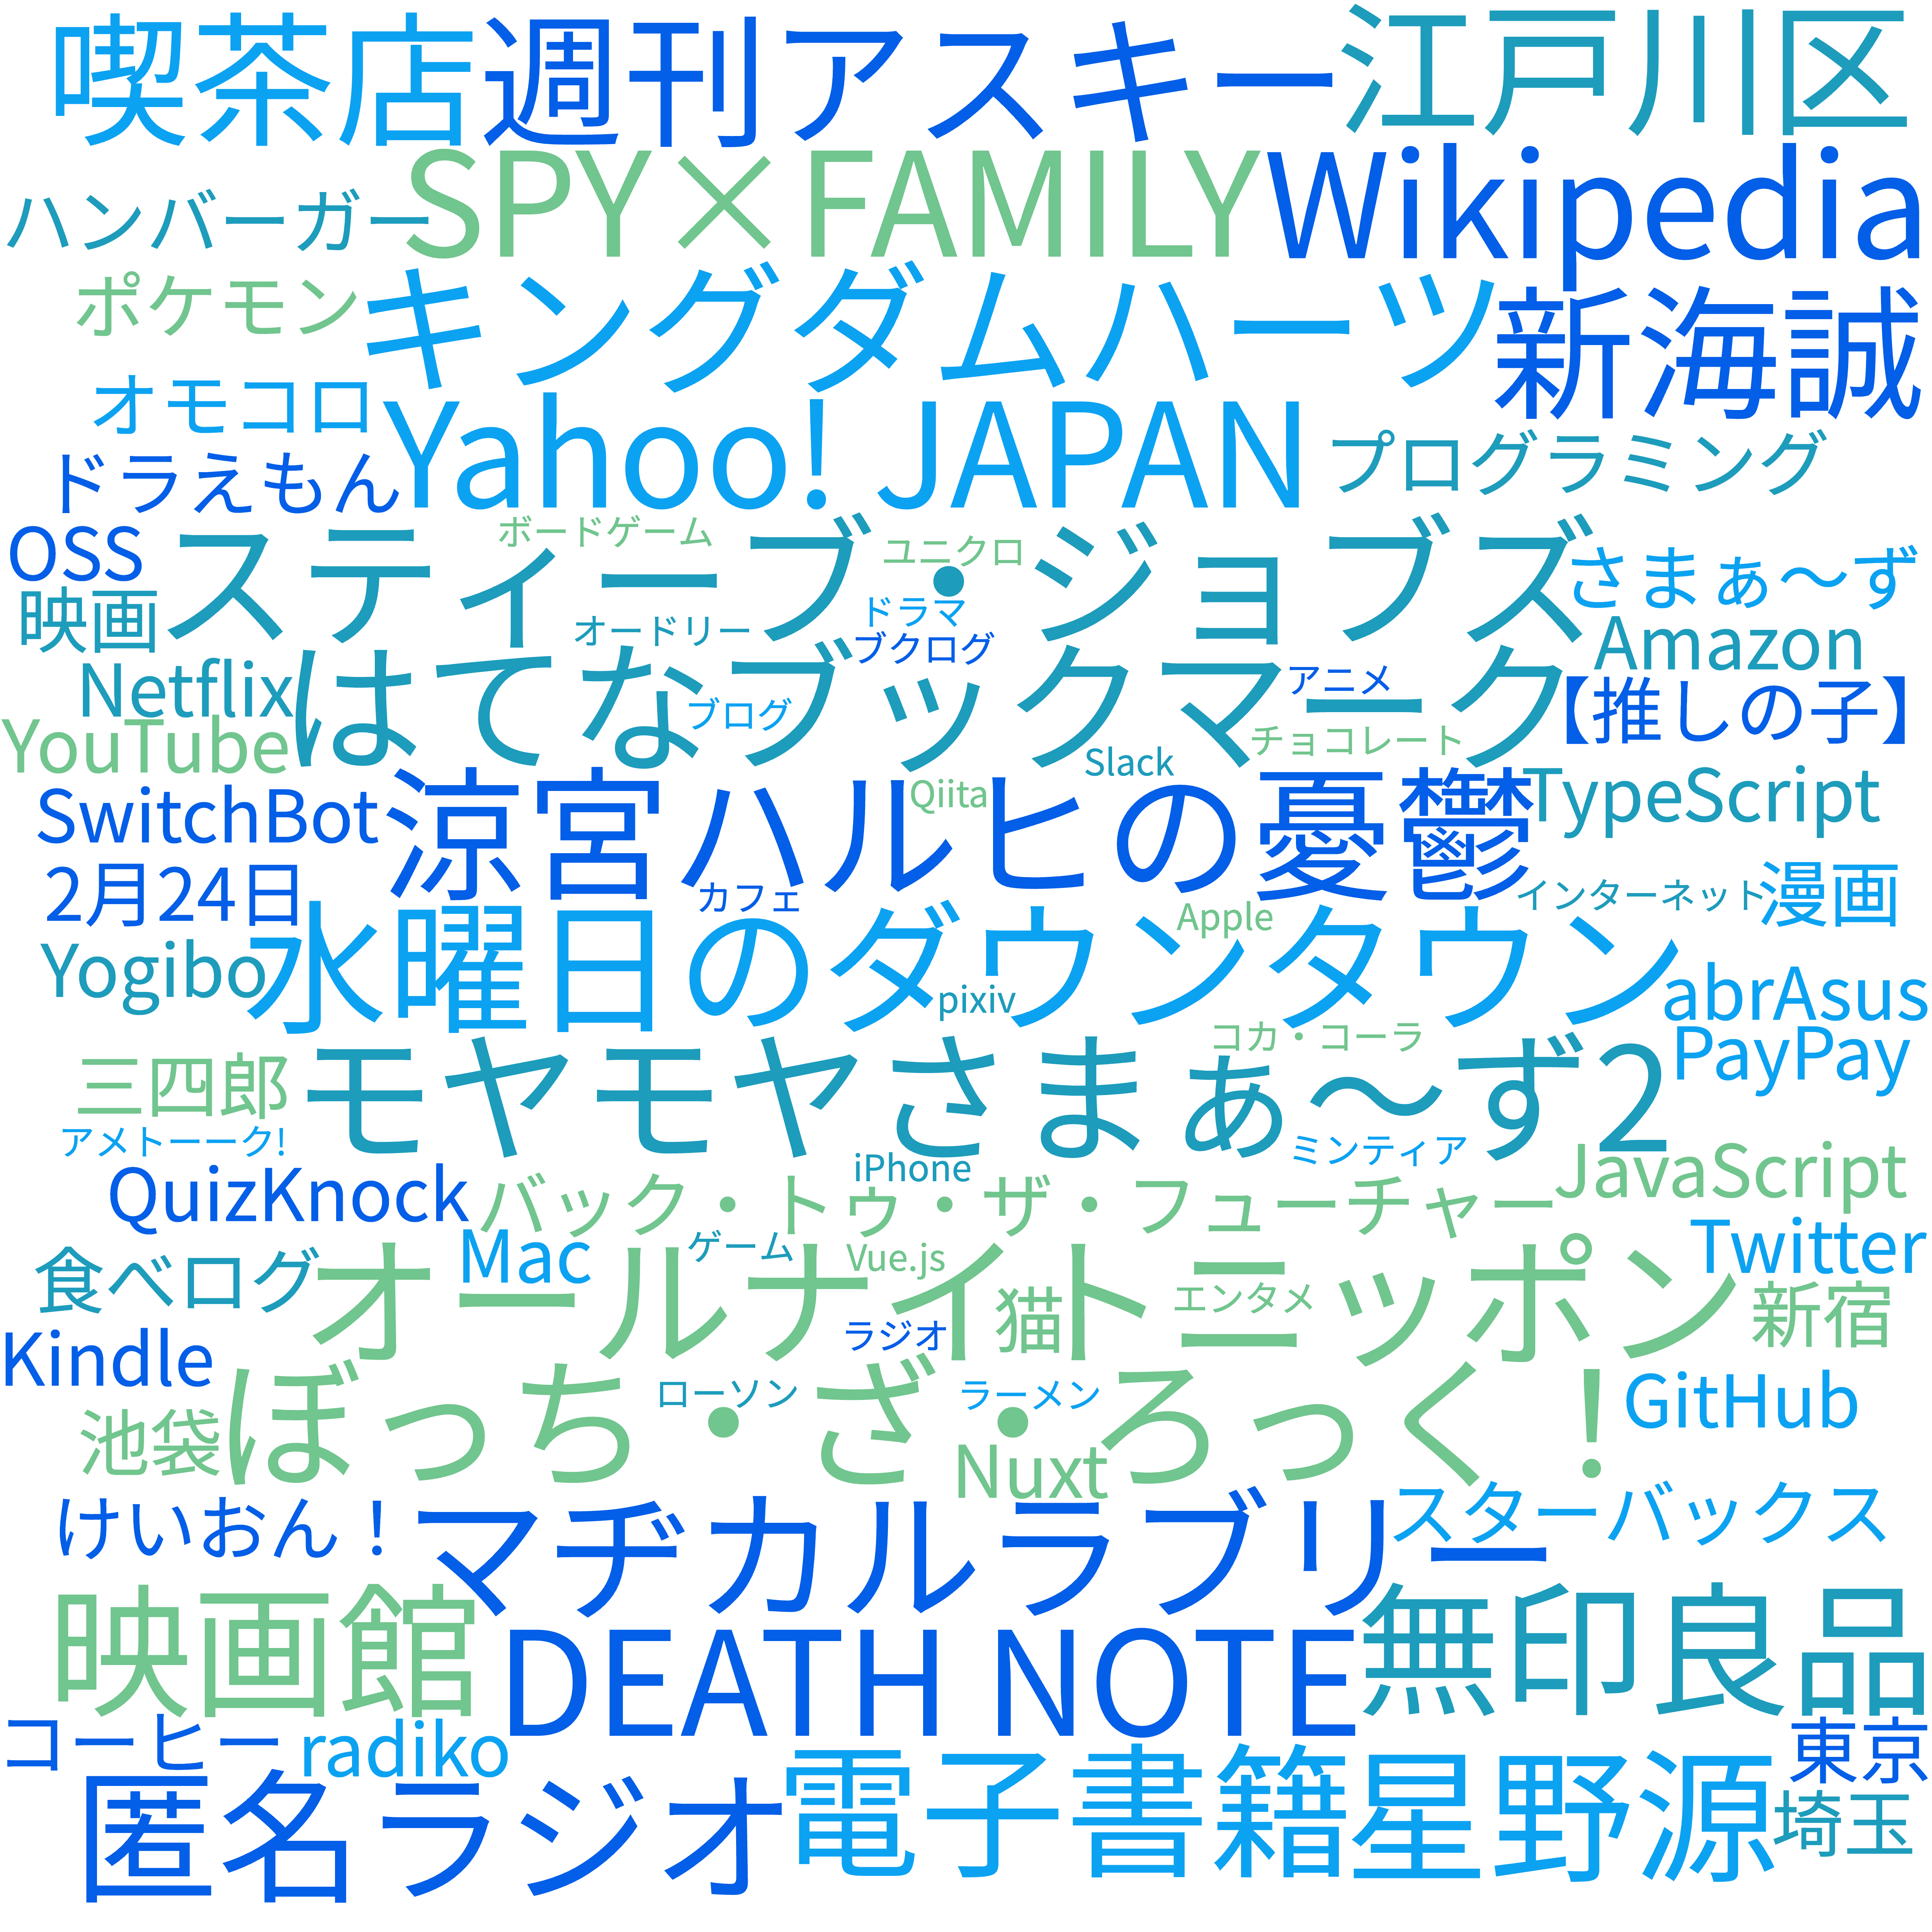 喫茶店
週刊アスキー
江戸川区
ハンバーガー
SPY×FAMILY
Wikipedia
ポケモン
キングダムハーツ
新海誠
オモコロ
Yahoo! JAPAN
プログラミング
ドラえもん
OSS
スティーブ・ジョブズ
ボードゲーム
ユニクロ
さまぁ〜ず
映画
オードリー
ドラマ
ブクログ
Amazon
Netflix
はてなブックマーク
アニメ
【推しの子】
YouTube
ブログ
チョコレート
Slack
SwitchBot
涼宮ハルヒの憂鬱
Qiita
TypeScript
2月24日
カフェ
インターネット
漫画
Yogibo
水曜日のダウンタウン
Apple
pixiv
abrAsus
三四郎
モヤモヤさまぁ〜ず2
コカ・コーラ
PayPay
アメトーーク!
ミンティア
QuizKnock
iPhone
バック・トゥ・ザ・フューチャー
JavaScript
食べログ
オールナイトニッポン
Mac
ゲーム
Vue.js
Twitter
猫
エンタメ
新宿
Kindle
ラジオ
池袋
ぼっち・ざ・ろっく！
ローソン
ラーメン
GitHub
Nuxt
けいおん！
マヂカルラブリー
スターバックス
映画館
DEATH NOTE
無印良品
コーヒー
radiko
東京
匿名ラジオ
電子書籍
星野源
埼玉